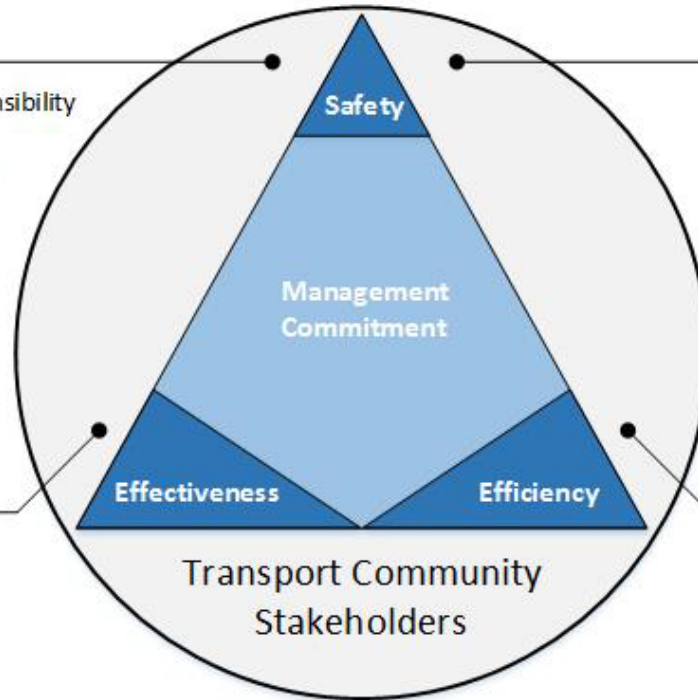 Safety
Management
Commitment
Effectiveness
Efficiency
Transport Community
Stakeholders